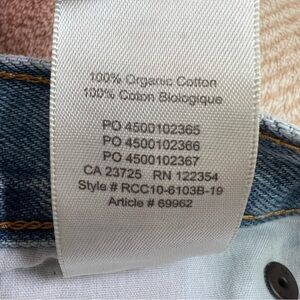 100% Organic Cotton
100% Coton Biologique
PO 4500102365
PO 4500102366
PO 4500102367
CA 23725 RN 122354
Style # RCC10-6103B-19
Article # 69962